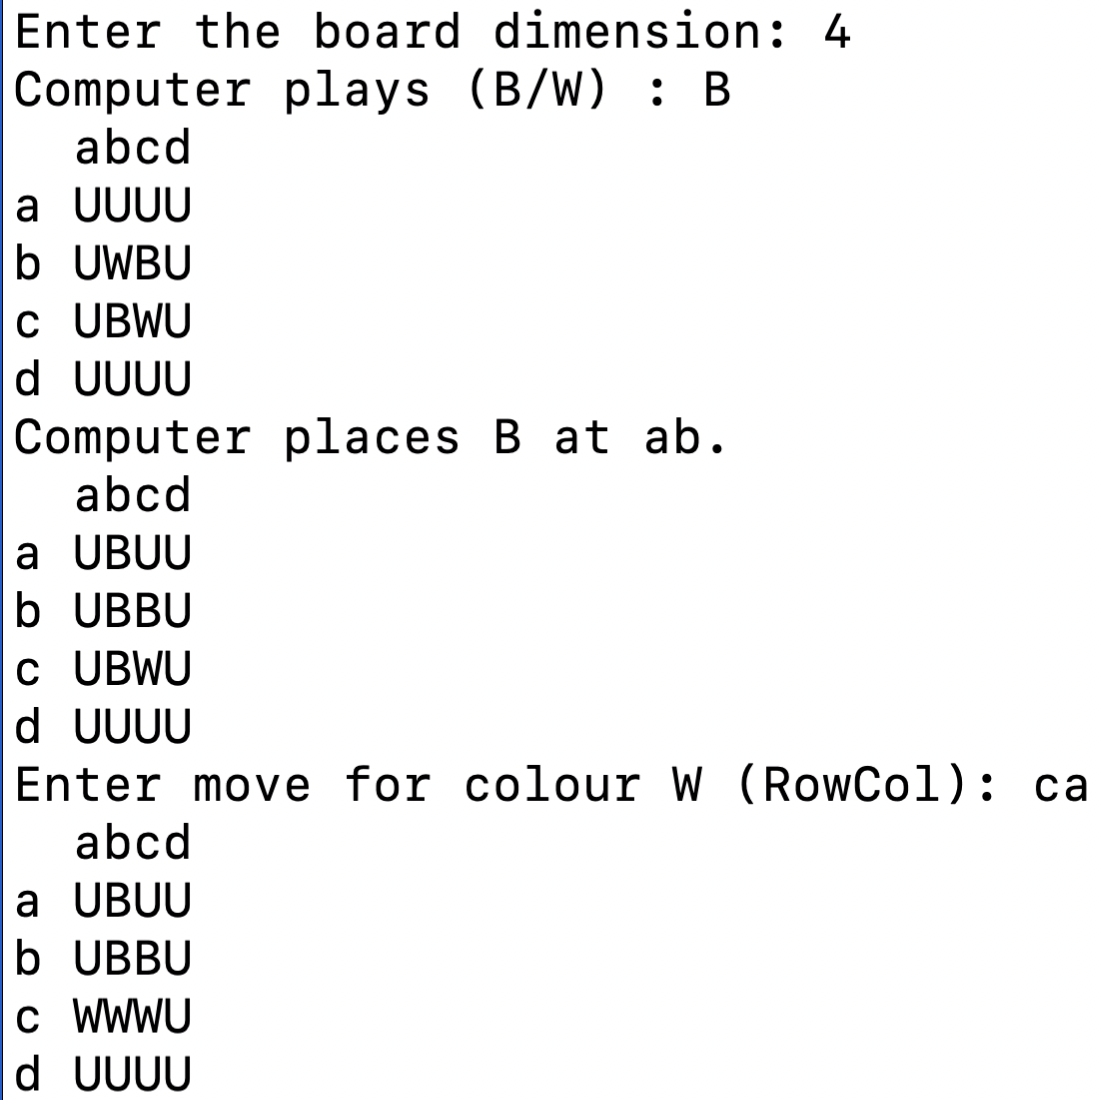 Enter the board dimension: 4
Computer plays (B/W) : B
  abcd
a UUUU
b UWBU
c UBWU
d UUUU
Computer places B at ab.
  abcd
a UBUU
b UBBU
c UBWU
d UUUU
Enter move for colour W (RowCol): ca
  abcd
a UBUU
b UBBU
c WWWU
d UUUU